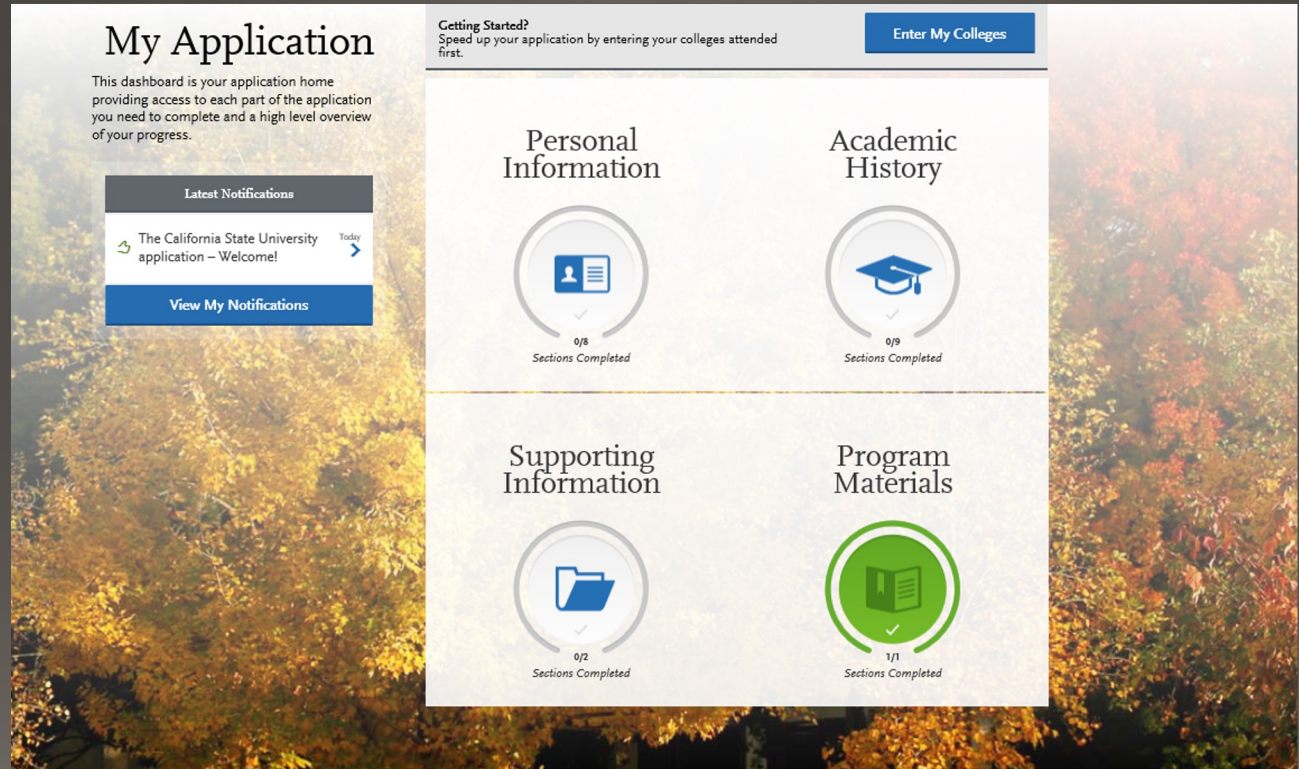 My Application
This dashboard is your application home
providing access to each part of the application
you need to complete and a high level overview
of your progress.
Latest Notifications
The California State University
application – Welcome!
Today
View My Notifications
Getting Started?
Speed up your application by entering your colleges attended
first.
Enter My Colleges
Personal
Information
0/8
Sections Completed
Academic
History
0/9
Sections Completed
Supporting
Information
0/2
Sections Completed
Program
Materials
1/1
Sections Completed